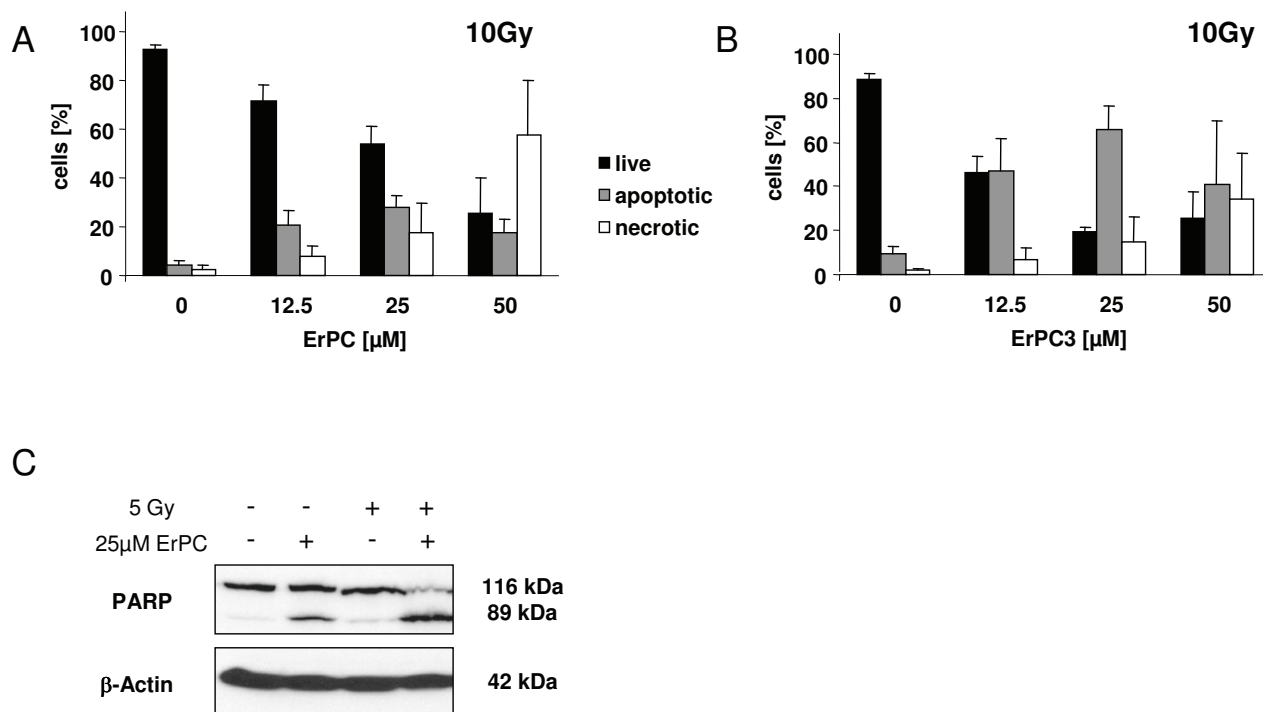 A
10Gy
100
80
60
40
20
0
cells [%]
0 12.5 25 50
ErPC [µM]
live
apoptotic
necrotic
B
10Gy
100
80
60
40
20
0
cells [%]
0 12.5 25 50
ErPC3 [µM]
C
5 Gy - - + +
25µM ErPC - + - +
PARP
116 kDa
89 kDa
β-Actin
42 kDa